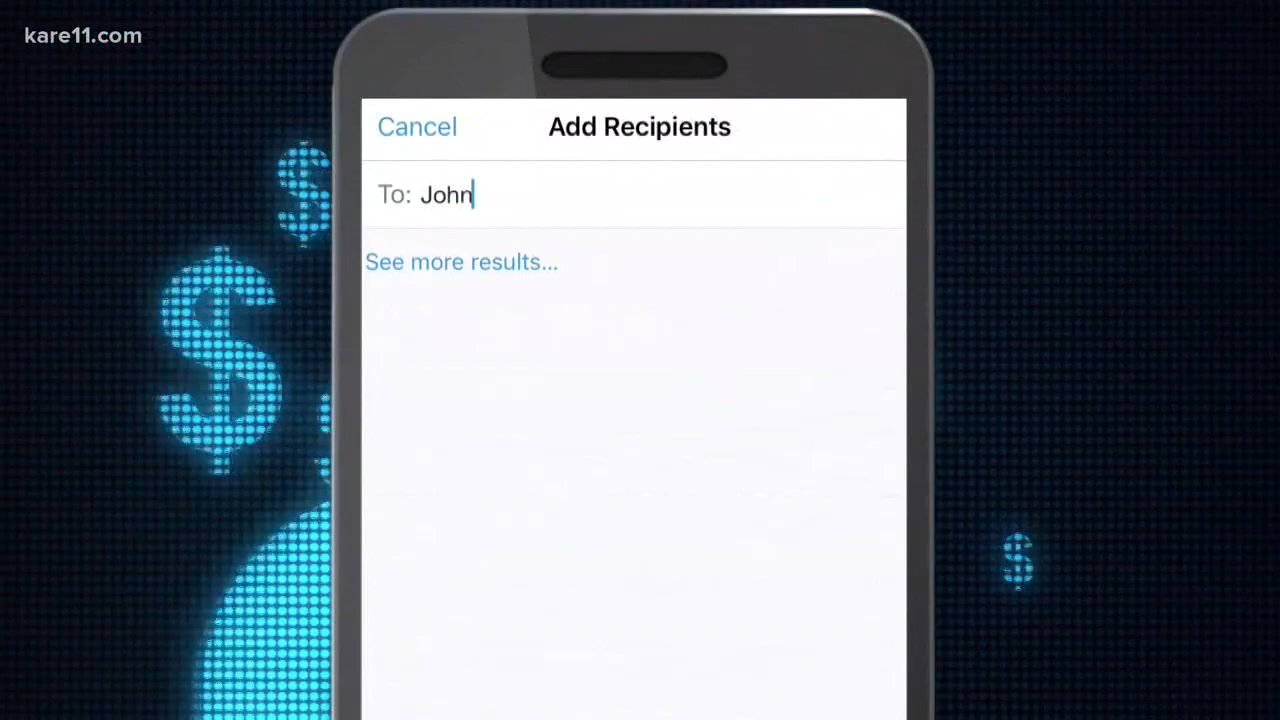 kare11.com
Cancel Add Recipients
To: John
See more results...
$
$
$